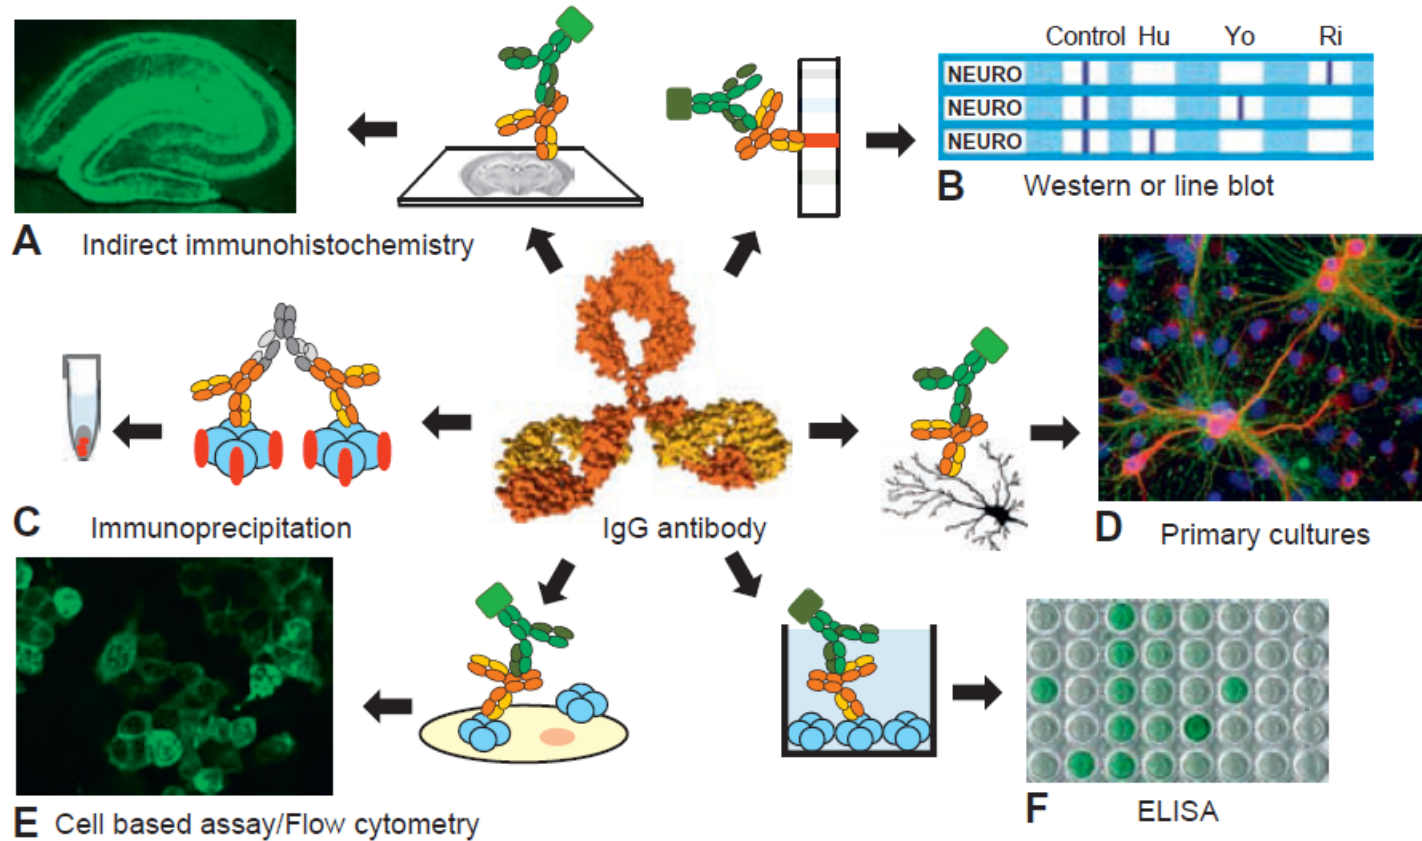 Control Hu Yo Ri
NEURO
NEURO
NEURO
B Western or line blot
A Indirect immunohistochemistry
IgG antibody
C Immunoprecipitation
D Primary cultures
E Cell based assay/Flow cytometry
F ELISA